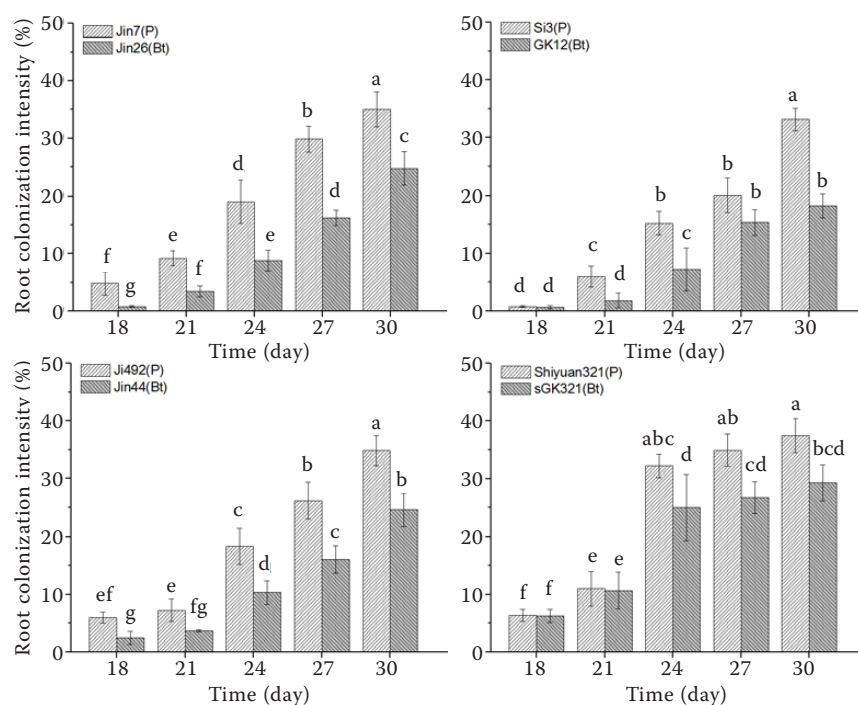 Root colonization intensity (%)
50
40
30
20
10
0
Jin7(P)
Jin26(Bt)
f
g
e
f
d
e
b
d
a
c
18 21 24 27 30
Time (day)
50
40
30
20
10
0
Si3(P)
GK12(Bt)
d
d
c
d
b
c
b
b
a
b
18 21 24 27 30
Time (day)
Root colonization intensity (%)
50
40
30
20
10
0
Ji492(P)
Jin44(Bt)
ef
g
e
fg
c
d
b
c
a
b
18 21 24 27 30
Time (day)
50
40
30
20
10
0
Shiyuan321(P)
sGK321(Bt)
f
f
e
e
abc
d
ab
cd
a
bcd
18 21 24 27 30
Time (day)